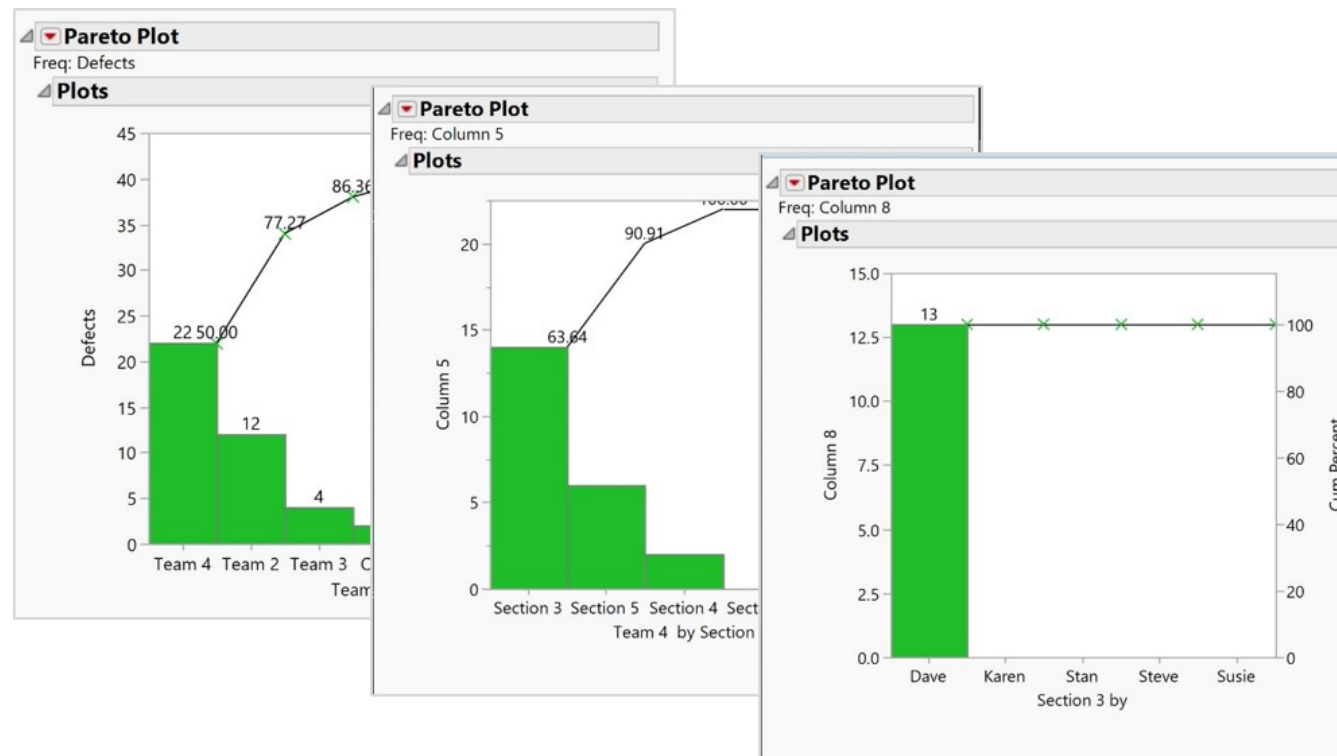 Pareto Plot
Freq: Defects
Plots
45
40
35
30
25
20
15
10
5
0
Defects
86.36
77.27
22 50.00
12
4
Team 4 Team 2 Team 3 C
Team
Pareto Plot
Freq: Column 5
Plots
20
15
10
5
0
Column 5
90.91
63.64
Section 3 Section 5 Section 4 Sect
Team 4 by Section
Pareto Plot
Freq: Column 8
Plots
15.0
12.5
10.0
7.5
5.0
2.5
0.0
Column 8
13
100
80
60
40
20
0
Cum Percent
Dave Karen Stan Steve Susie
Section 3 by